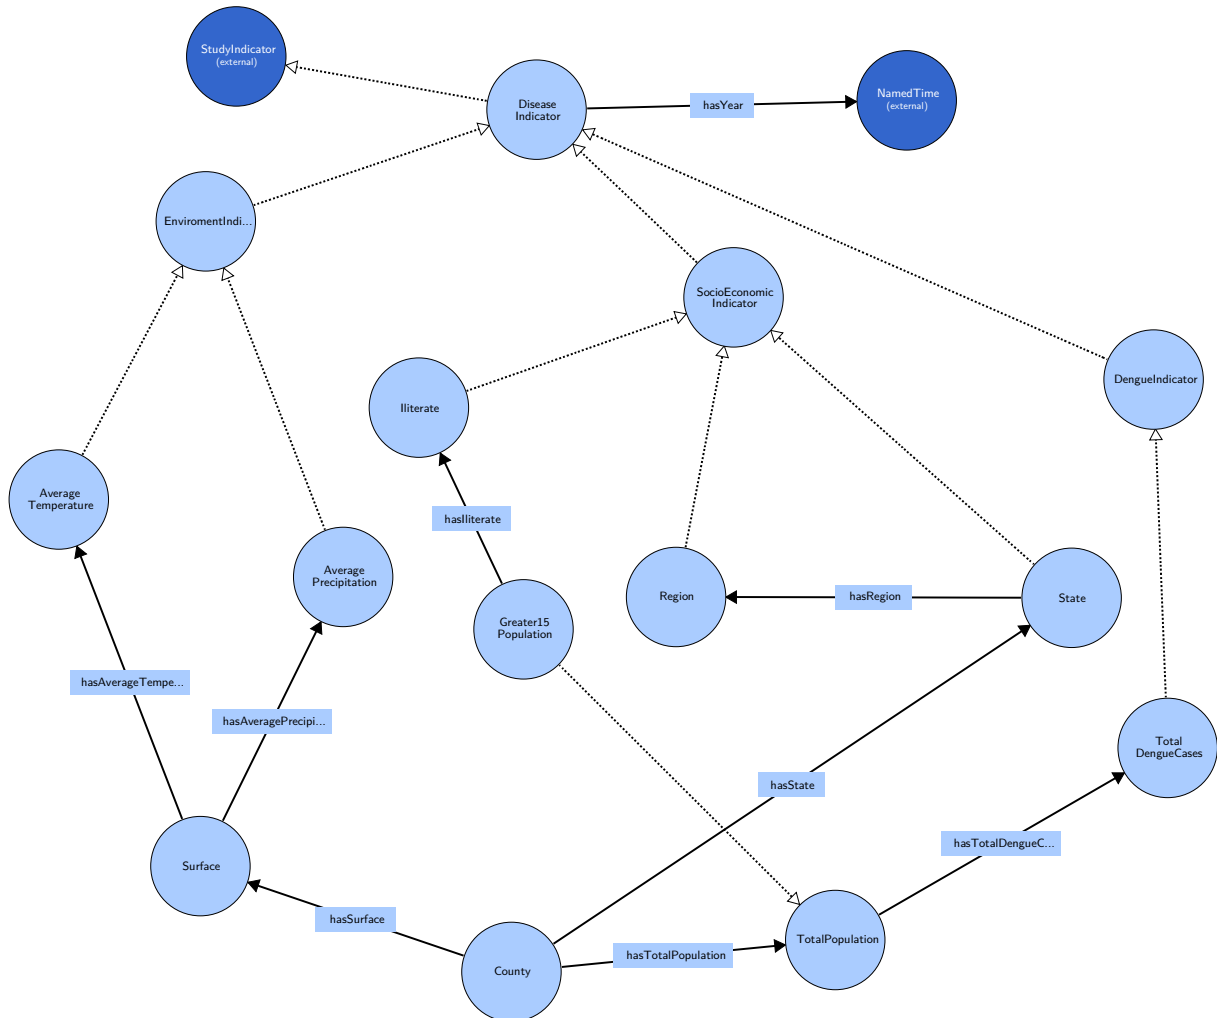 StudyIndicator
(external)
Disease
Indicator
hasYear
NamedTime
(external)
EnviromentIndi...
SocioEconomic
Indicator
DengueIndicator
Iliterate
Average
Temperature
hasIliterate
Average
Precipitation
Greater15
Population
Region
hasRegion
State
hasAverageTempe...
hasAveragePrecipi...
Total
DengueCases
hasState
hasTotalDengueC...
Surface
hasSurface
County
hasTotalPopulation
TotalPopulation